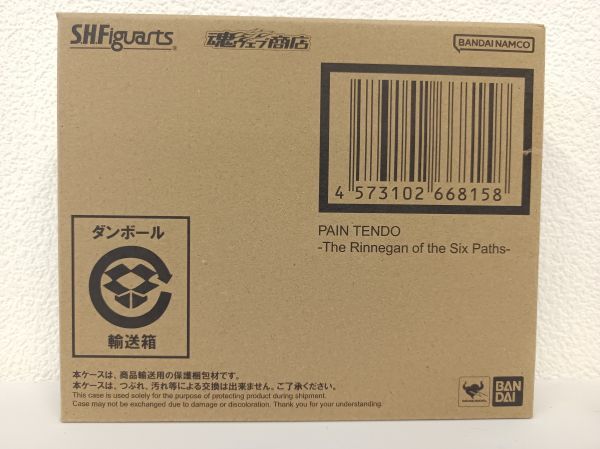 S.H.Figuarts
魂ウェブ商店
BANDAI NAMCO
4 573102 668158
PAIN TENDO
-The Rinnegan of the Six Paths-
ダンボール
輸送箱
本ケースは、商品輸送用の保護梱包材です。
本ケースは、つぶれ、汚れ等による交換は出来ません。ご了承ください。
This case is used solely for the purpose of protecting product during shipment.
Case may not be exchanged due to damage or discoloration. Thank you for your understanding.
BAN
DAI